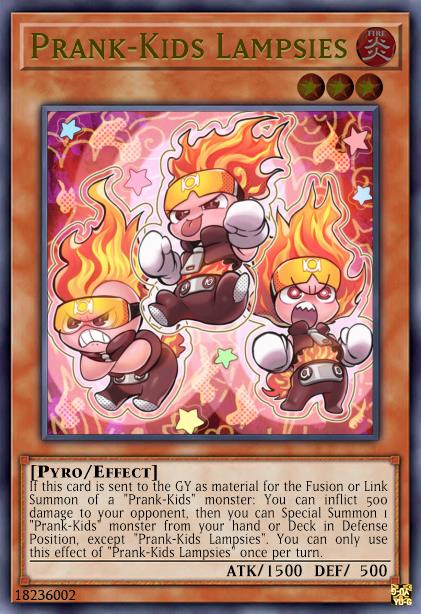 Prank-Kids Lampsies
FIRE
炎
[Pyro/Effect]
If this card is sent to the GY as material for the Fusion or Link
Summon of a "Prank-Kids" monster: You can inflict 500
damage to your opponent, then you can Special Summon 1
"Prank-Kids" monster from your hand or Deck in Defense
Position, except "Prank-Kids Lampsies". You can only use
this effect of "Prank-Kids Lampsies" once per turn.
ATK/1500 DEF/ 500
18236002